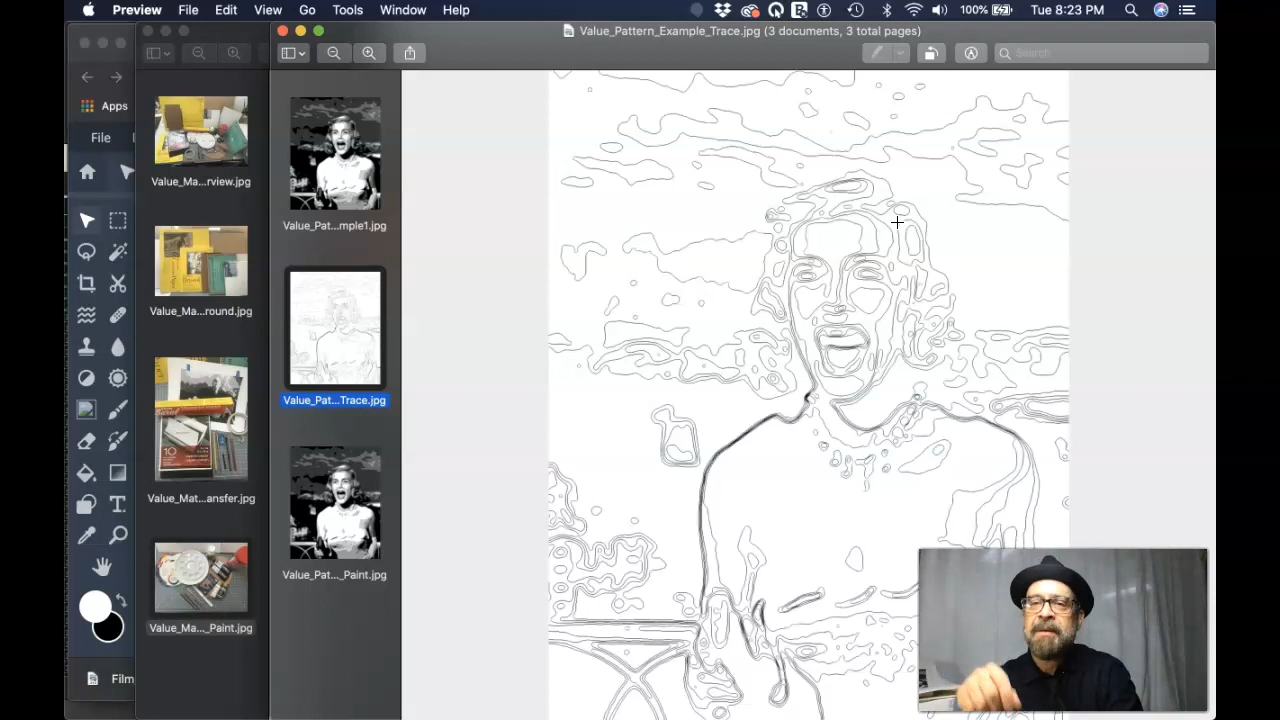 Preview File Edit View Go Tools Window Help 100% Tue 8:23 PM
Value_Pattern_Example_Trace.jpg (3 documents, 3 total pages)
Search
Apps
File
Value_Ma...rview.jpg
Value_Pat...mple1.jpg
Value_Ma...round.jpg
Value_Pat...Trace.jpg
Value_Mat...ansfer.jpg
Value_Pat..._Paint.jpg
Value_Ma..._Paint.jpg
Film